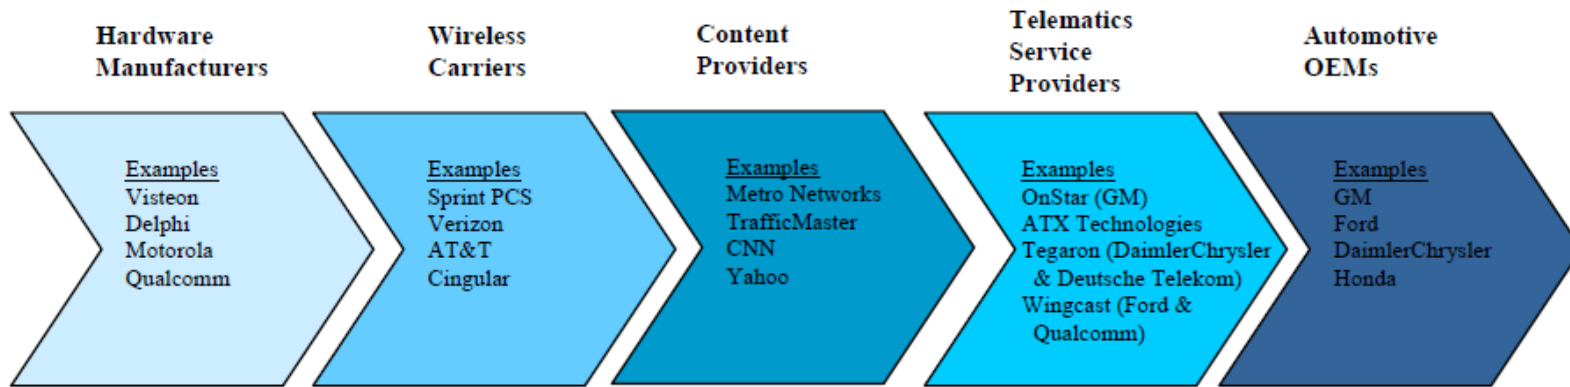 Hardware
Manufacturers
Wireless
Carriers
Content
Providers
Telematics
Service
Providers
Automotive
OEMs
Examples
Visteon
Delphi
Motorola
Qualcomm
Examples
Sprint PCS
Verizon
AT&T
Cingular
Examples
Metro Networks
TrafficMaster
CNN
Yahoo
Examples
OnStar (GM)
ATX Technologies
Tegaron (DaimlerChrysler
& Deutsche Telekom)
Wingcast (Ford &
Qualcomm)
Examples
GM
Ford
DaimlerChrysler
Honda